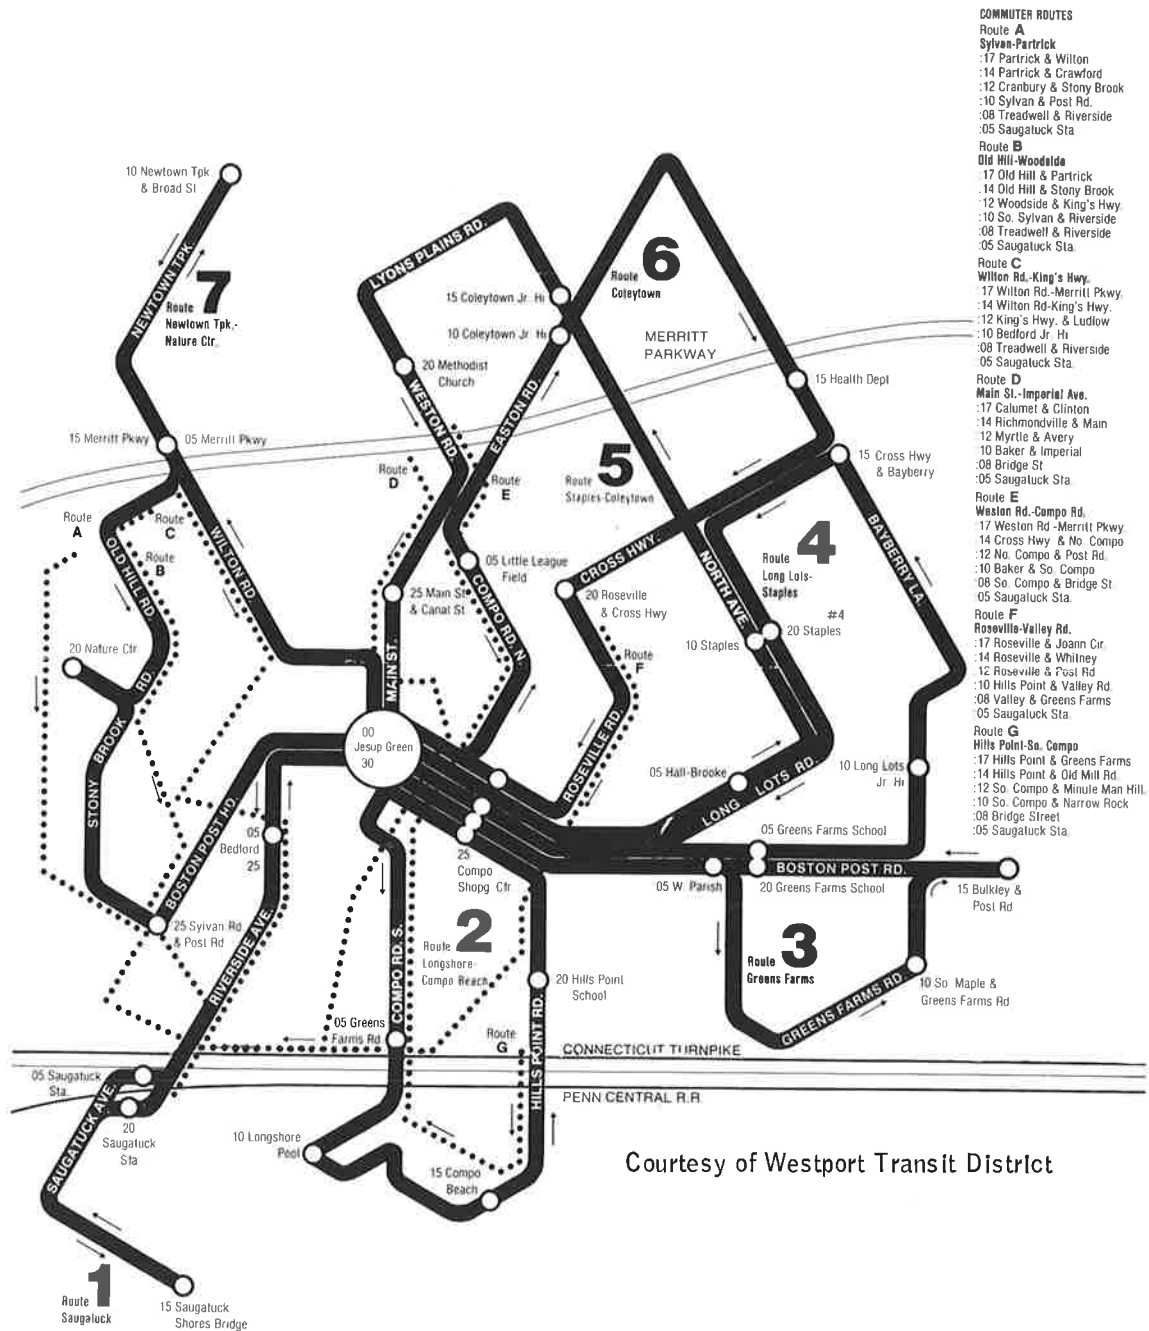 COMMUTER ROUTES
Route A
Sylvan-Partrick
:17 Partrick & Wilton
:14 Partrick & Crawford
:12 Cranbury & Stony Brook
:10 Sylvan & Post Rd.
:08 Treadwell & Riverside
:05 Saugatuck Sta
Route B
Old Hill-Woodside
:17 Old Hill & Partrick
.14 Old Hill & Stony Brook
12 Woodside & King's Hwy.
:10 So. Sylvan & Riverside
:08 Treadwell & Riverside
:05 Saugatuck Sta.
Route C
Wilton Rd.-King's Hwy.
17 Wilton Rd.-Merritt Pkwy.
:14 Wilton Rd-King's Hwy.
:12 King's Hwy. & Ludlow
:10 Bedford Jr. Hi
:08 Treadwell & Riverside
05 Saugatuck Sta.
Route D
Main St.-Imperial Ave.
:17 Calumet & Clinton
:14 Richmondville & Main
12 Myrtle & Avery
10 Baker & Imperial
:08 Bridge St
:05 Saugatuck Sta.
Route E
Weston Rd.-Compo Rd.
17 Weston Rd -Merritt Pkwy.
14 Cross Hwy & No. Compo
:12 No. Compo & Post Rd.
:10 Baker & So. Compo
08 So. Compo & Bridge St
05 Saugatuck Sta.
Route F
Roseville-Valley Rd.
:17 Roseville & Joann Cir.
:14 Roseville & Whitney
12 Roseville & Post Rd
:10 Hills Point & Valley Rd.
:08 Valley & Greens Farms
05 Saugatuck Sta.
Route G
Hills Point-So. Compo
:17 Hills Point & Greens Farms
:14 Hills Point & Old Mill Rd.
:12 So. Compo & Minute Man Hill.
:10 So. Compo & Narrow Rock
:08 Bridge Street
:05 Saugatuck Sta.
10 Newtown Tpk
& Broad St
NEWTOWN TPK.
Route 7
Newtown Tpk.-
Nature Ctr.
LYONS PLAINS RD.
15 Coleytown Jr. Hi
10 Coleytown Jr. Hi
Route 6
Coleytown
MERRITT
PARKWAY
20 Methodist
Church
WESTON RD.
EASTON RD.
15 Health Dept
15 Merritt Pkwy
05 Merritt Pkwy
15 Cross Hwy
& Bayberry
Route
D
Route
E
Route 5
Staples-Coleytown
Route
A
Route
C
Route
B
OLD HILL RD.
WILTON RD
05 Little League
Field
COMPO RD. N.
CROSS HWY.
NORTH AVE.
Route 4
Long Lots-
Staples
BAYBERRY LA.
25 Main St
& Canal St
20 Roseville
& Cross Hwy
#4
20 Staples
10 Staples
20 Nature Ctr
MAIN ST.
Route
F
STONY BROOK RD.
ROSEVILLE RD.
00
Jesup Green
30
05 Hall-Brooke
LONG LOTS RD.
10 Long Lots
Jr Hi
BOSTON POST RD.
05
Bedford
25
25
Compo
Shopg Ctr
05 Greens Farms School
05 W. Parish
BOSTON POST RD.
20 Greens Farms School
15 Bulkley &
Post Rd
25 Sylvan Rd
& Post Rd
RIVERSIDE AVE.
COMPO RD. S.
Route 2
Longshore-
Compo Beach
Route 3
Greens Farms
20 Hills Point
School
GREENS FARMS RD.
10 So. Maple &
Greens Farms Rd
05 Greens
Farms Rd
Route
G
HILLS POINT RD.
CONNECTICUT TURNPIKE
05 Saugatuck
Sta.
PENN CENTRAL R.R
SAUGATUCK AVE.
20
Saugatuck
Sta
10 Longshore
Pool
15 Compo
Beach
Courtesy of Westport Transit District
Route 1
Saugatuck
15 Saugatuck
Shores Bridge